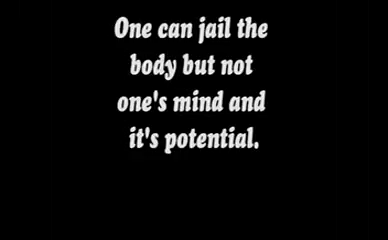 One can jail the
body but not
one's mind and
it's potential.